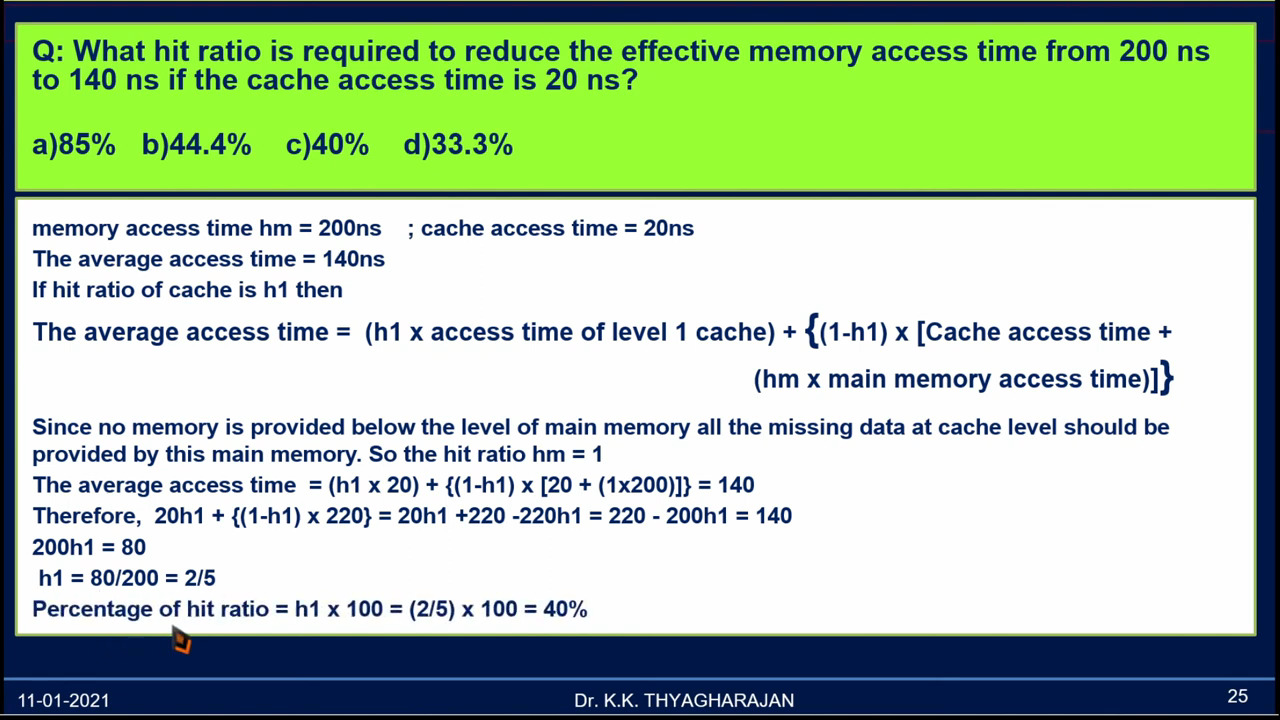 Q: What hit ratio is required to reduce the effective memory access time from 200 ns
to 140 ns if the cache access time is 20 ns?
a)85% b)44.4% c)40% d)33.3%
memory access time hm = 200ns ; cache access time = 20ns
The average access time = 140ns
If hit ratio of cache is h1 then
The average access time = (h1 x access time of level 1 cache) + {(1-h1) x [Cache access time +
(hm x main memory access time)]}
Since no memory is provided below the level of main memory all the missing data at cache level should be
provided by this main memory. So the hit ratio hm = 1
The average access time = (h1 x 20) + {(1-h1) x [20 + (1x200)]} = 140
Therefore, 20h1 + {(1-h1) x 220} = 20h1 +220 -220h1 = 220 - 200h1 = 140
200h1 = 80
h1 = 80/200 = 2/5
Percentage of hit ratio = h1 x 100 = (2/5) x 100 = 40%
11-01-2021
Dr. K.K. THYAGHARAJAN
25